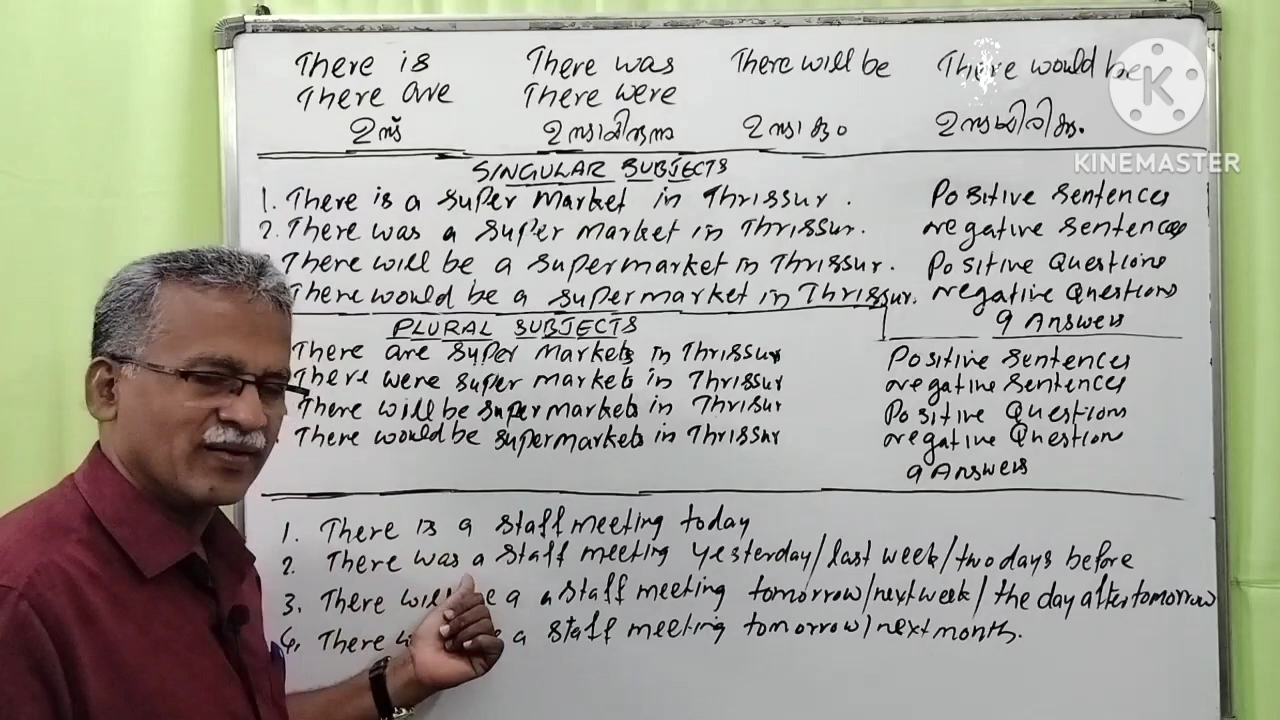 There is There was There will be There would be
There are There were
ഉണ്ട് ഉണ്ടായിരുന്നു ഉണ്ടാകും ഉണ്ടായിരിക്കും
K
KINEMASTER
SINGULAR SUBJECTS
1. There is a super market in Thrissur. Positive sentences
2. There was a super market in Thrissur. negative sentences
There will be a supermarket in Thrissur. Positive Questions
There would be a supermarket in Thrissur. negative Questions
9 Answers
PLURAL SUBJECTS
There are super markets in Thrissur Positive sentences
There were super markets in Thrissur negative sentences
There will be supermarkets in Thrissur Positive Questions
There would be supermarkets in Thrissur negative Question
9 Answers
1. There is a staff meeting today
2. There was a staff meeting yesterday/last week/two days before
3. There will a a staff meeting tomorrow/next week/the day after tomorrow
4. There a staff meeting tomorrow/next month.